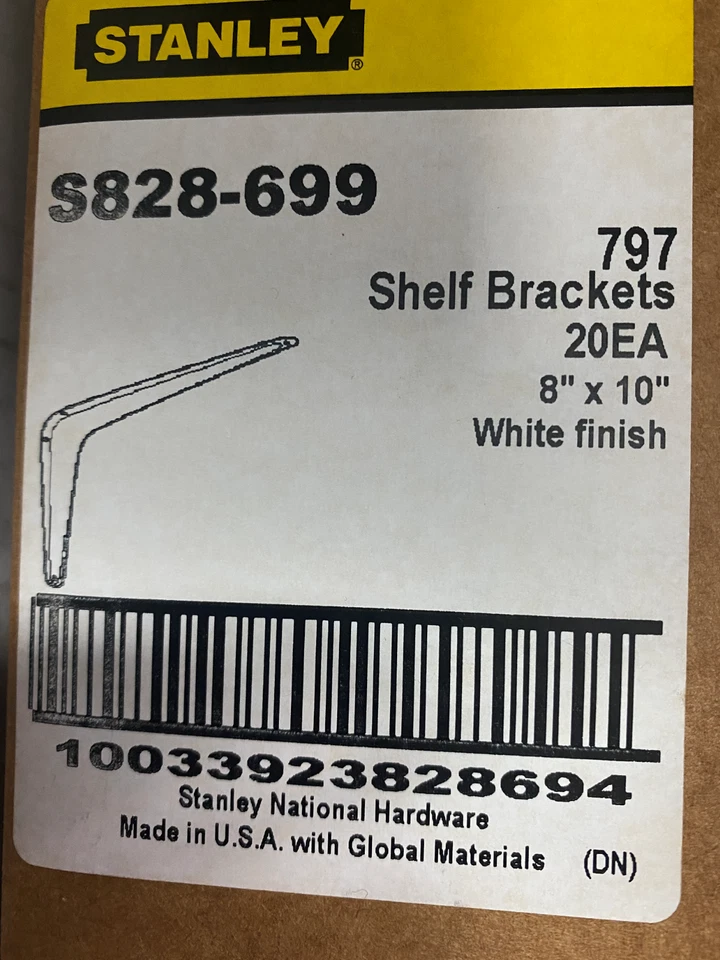 STANLEY®
S828-699
797
Shelf Brackets
20EA
8" x 10"
White finish
10033923828694
Stanley National Hardware
Made in U.S.A. with Global Materials (DN)